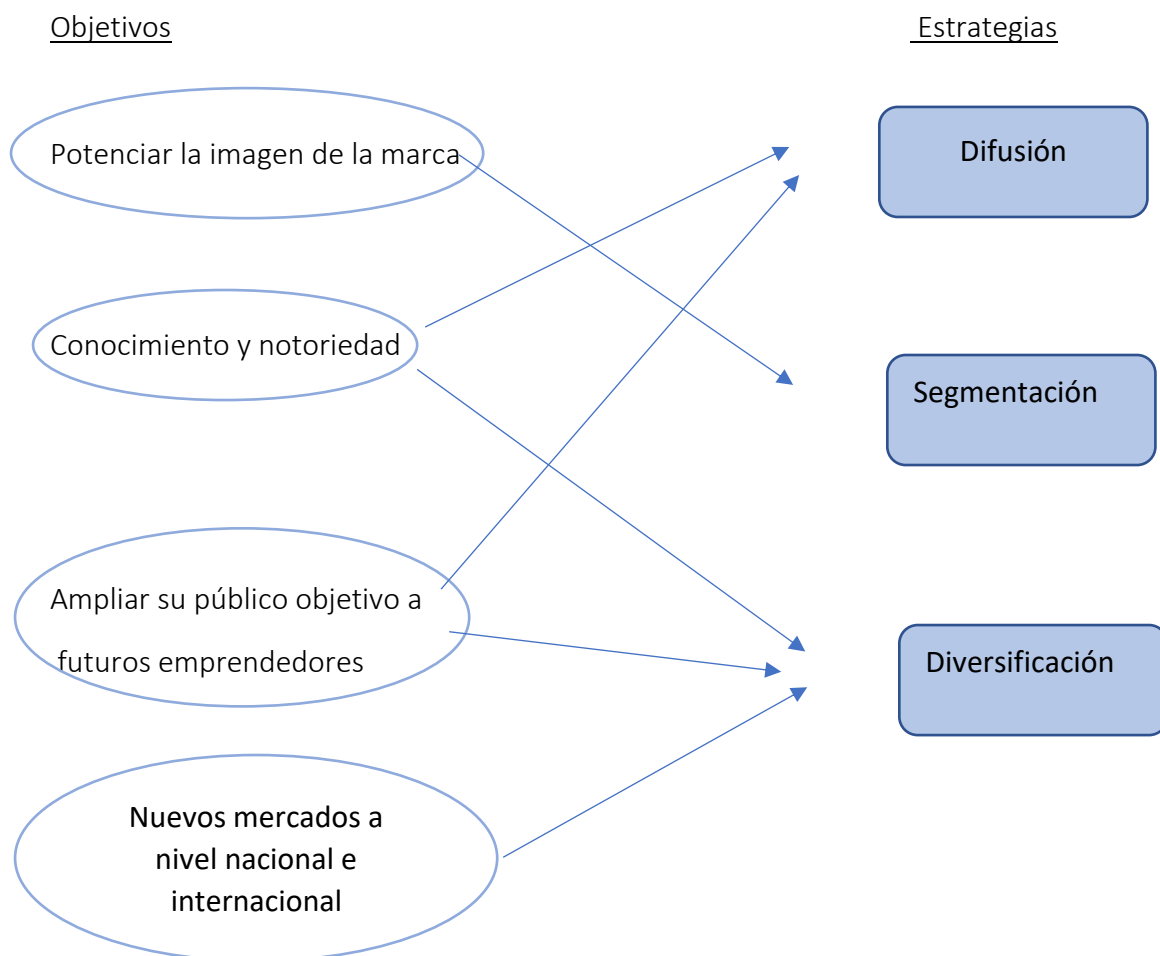 Objetivos
Estrategias
Potenciar la imagen de la marca
Difusión
Conocimiento y notoriedad
Segmentación
Ampliar su público objetivo a
futuros emprendedores
Diversificación
Nuevos mercados a
nivel nacional e
internacional